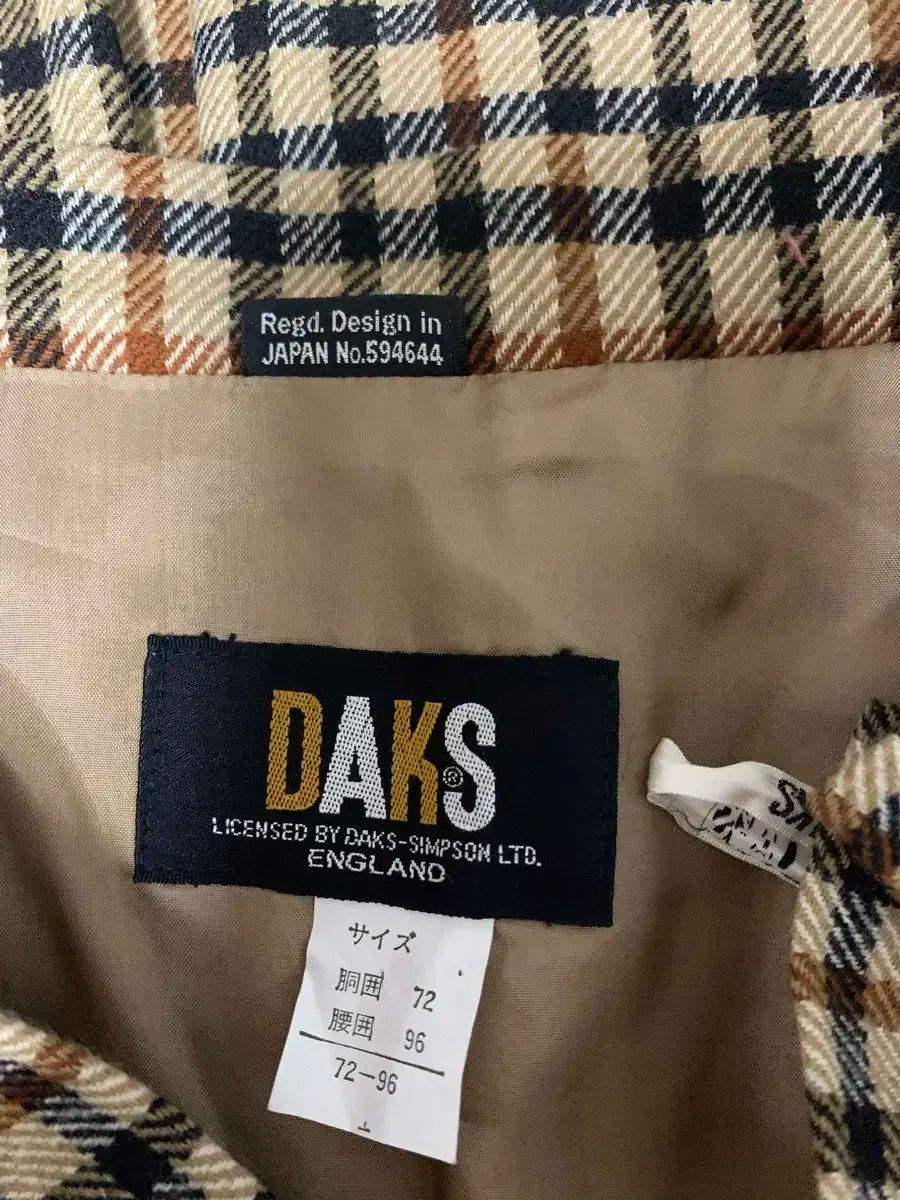 Regd. Design in
JAPAN No.594644
DAKS®
LICENSED BY DAKS-SIMPSON LTD.
ENGLAND
サイズ
胴囲 72
腰囲 96
72-96